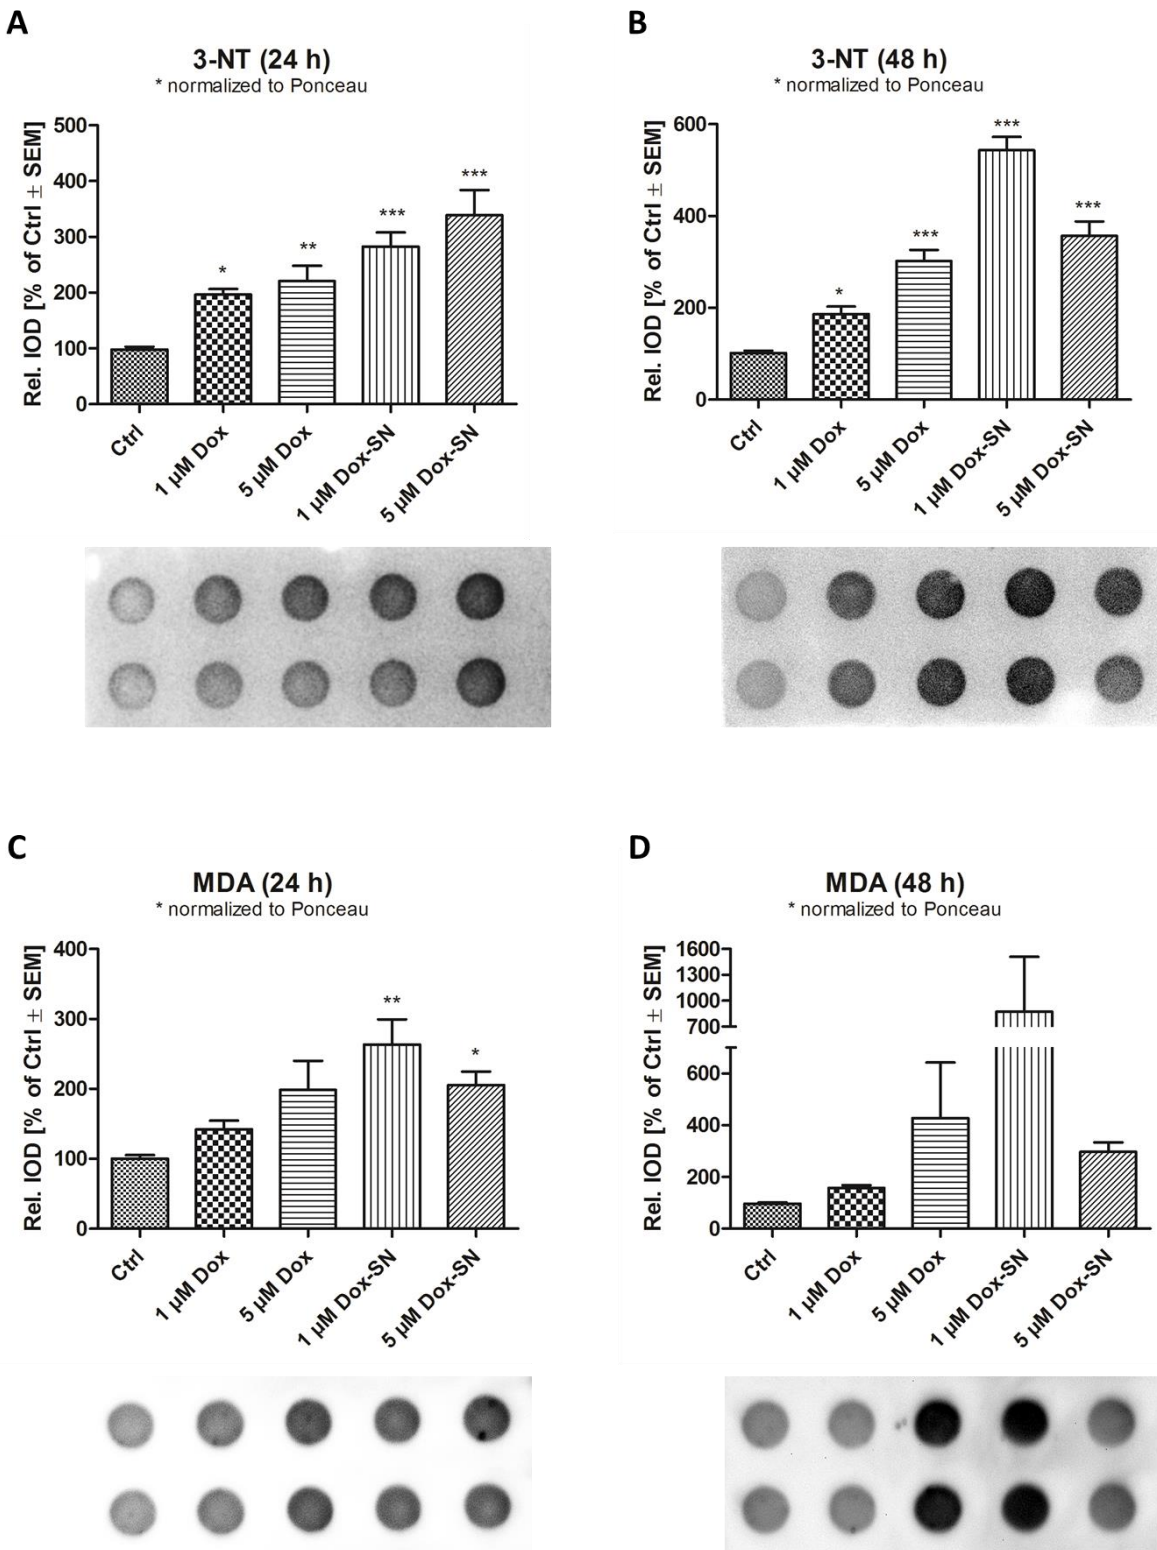 A
3-NT (24 h)
* normalized to Ponceau
Rel. IOD [% of Ctrl ± SEM]
500
400
300
200
100
0
*
**
***
***
Ctrl
1 µM Dox
5 µM Dox
1 µM Dox-SN
5 µM Dox-SN
B
3-NT (48 h)
* normalized to Ponceau
Rel. IOD [% of Ctrl ± SEM]
600
400
200
0
*
***
***
***
Ctrl
1 µM Dox
5 µM Dox
1 µM Dox-SN
5 µM Dox-SN
C
MDA (24 h)
* normalized to Ponceau
Rel. IOD [% of Ctrl ± SEM]
400
300
200
100
0
**
*
Ctrl
1 µM Dox
5 µM Dox
1 µM Dox-SN
5 µM Dox-SN
D
MDA (48 h)
* normalized to Ponceau
Rel. IOD [% of Ctrl ± SEM]
1600
1300
1000
700
600
400
200
0
Ctrl
1 µM Dox
5 µM Dox
1 µM Dox-SN
5 µM Dox-SN